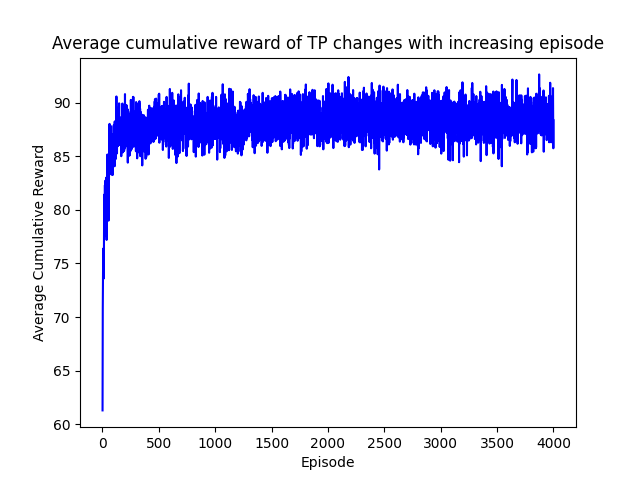 Average cumulative reward of TP changes with increasing episode
90
85
80
75
70
65
60
Average Cumulative Reward
0 500 1000 1500 2000 2500 3000 3500 4000
Episode